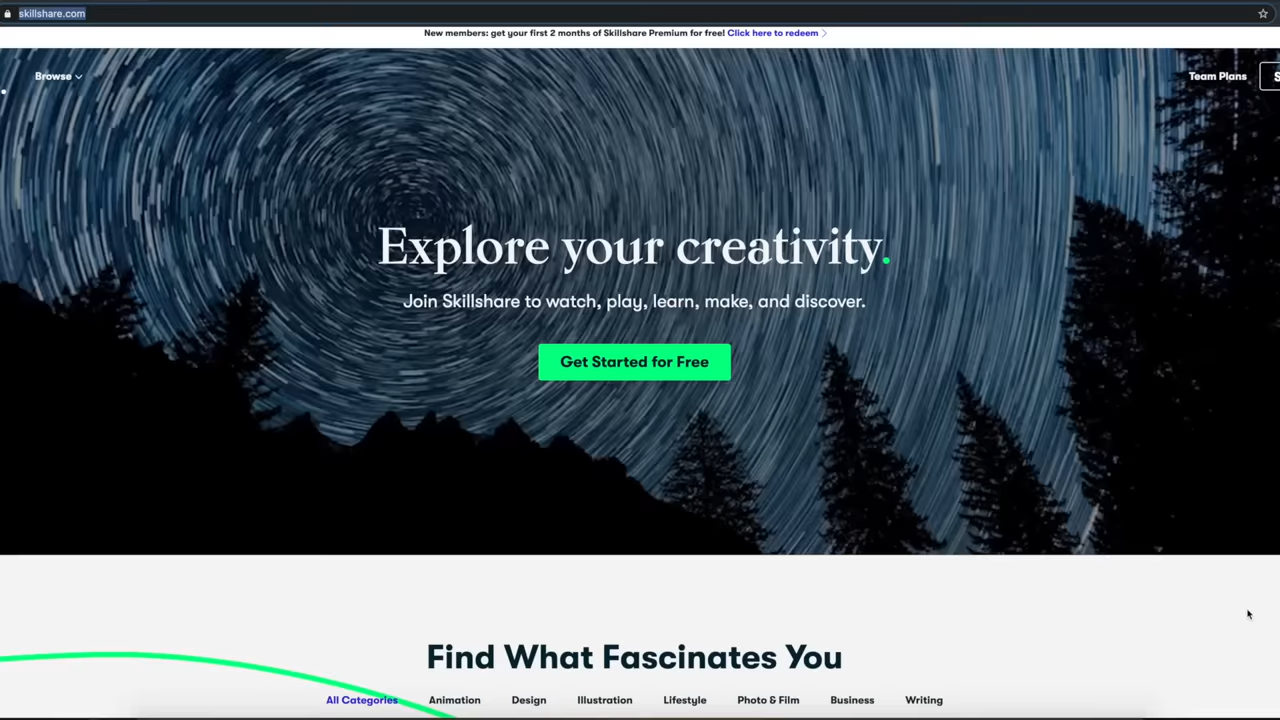 skillshare.com
New members: get your first 2 months of Skillshare Premium for free! Click here to redeem
Browse
Team Plans
Explore your creativity.
Join Skillshare to watch, play, learn, make, and discover.
Get Started for Free
Find What Fascinates You
All Categories Animation Design Illustration Lifestyle Photo & Film Business Writing